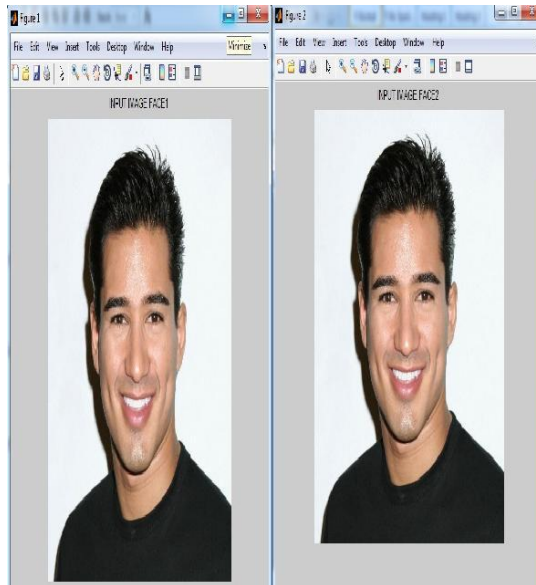 Figure 1
File Edit View Insert Tools Desktop Window Help
Minimize
INPUT IMAGE FACE1
Figure 2
File Edit View Insert Tools Desktop Window Help
INPUT IMAGE FACE2